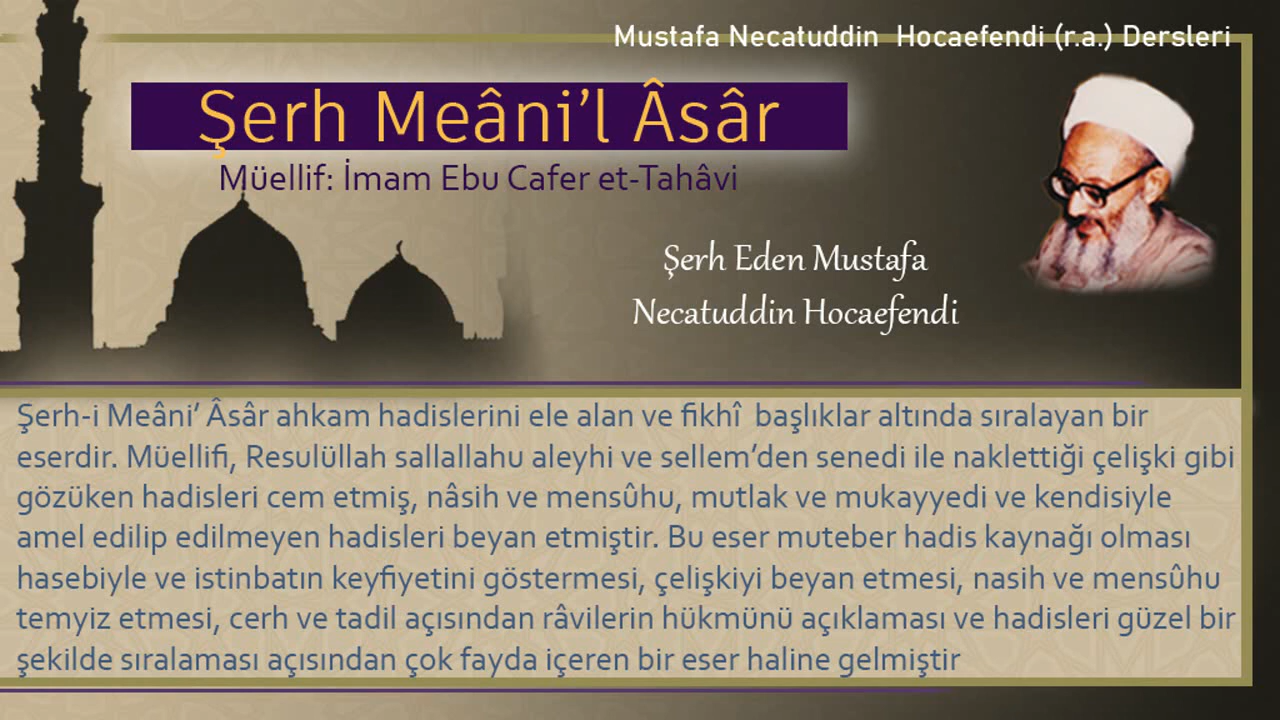 Mustafa Necatuddin Hocaefendi (r.a.) Dersleri
Şerh Meâni’l Âsâr
Müellif: İmam Ebu Cafer et-Tahâvi
Şerh Eden Mustafa
Necatuddin Hocaefendi
Şerh-i Meâni’ Âsâr ahkam hadislerini ele alan ve fikhî başlıklar altında sıralayan bir
eserdir. Müellifi, Resulüllah sallallahu aleyhi ve sellem’den senedi ile naklettiği çelişki gibi
gözüken hadisleri cem etmiş, nâsih ve mensûhu, mutlak ve mukayyedi ve kendisiyle
amel edilip edilmeyen hadisleri beyan etmiştir. Bu eser muteber hadis kaynağı olması
hasebiyle ve istinbatın keyfiyetini göstermesi, çelişkiyi beyan etmesi, nasih ve mensûhu
temyiz etmesi, cerh ve tadil açısından râvilerin hükmünü açıklaması ve hadisleri güzel bir
şekilde sıralaması açısından çok fayda içeren bir eser haline gelmiştir